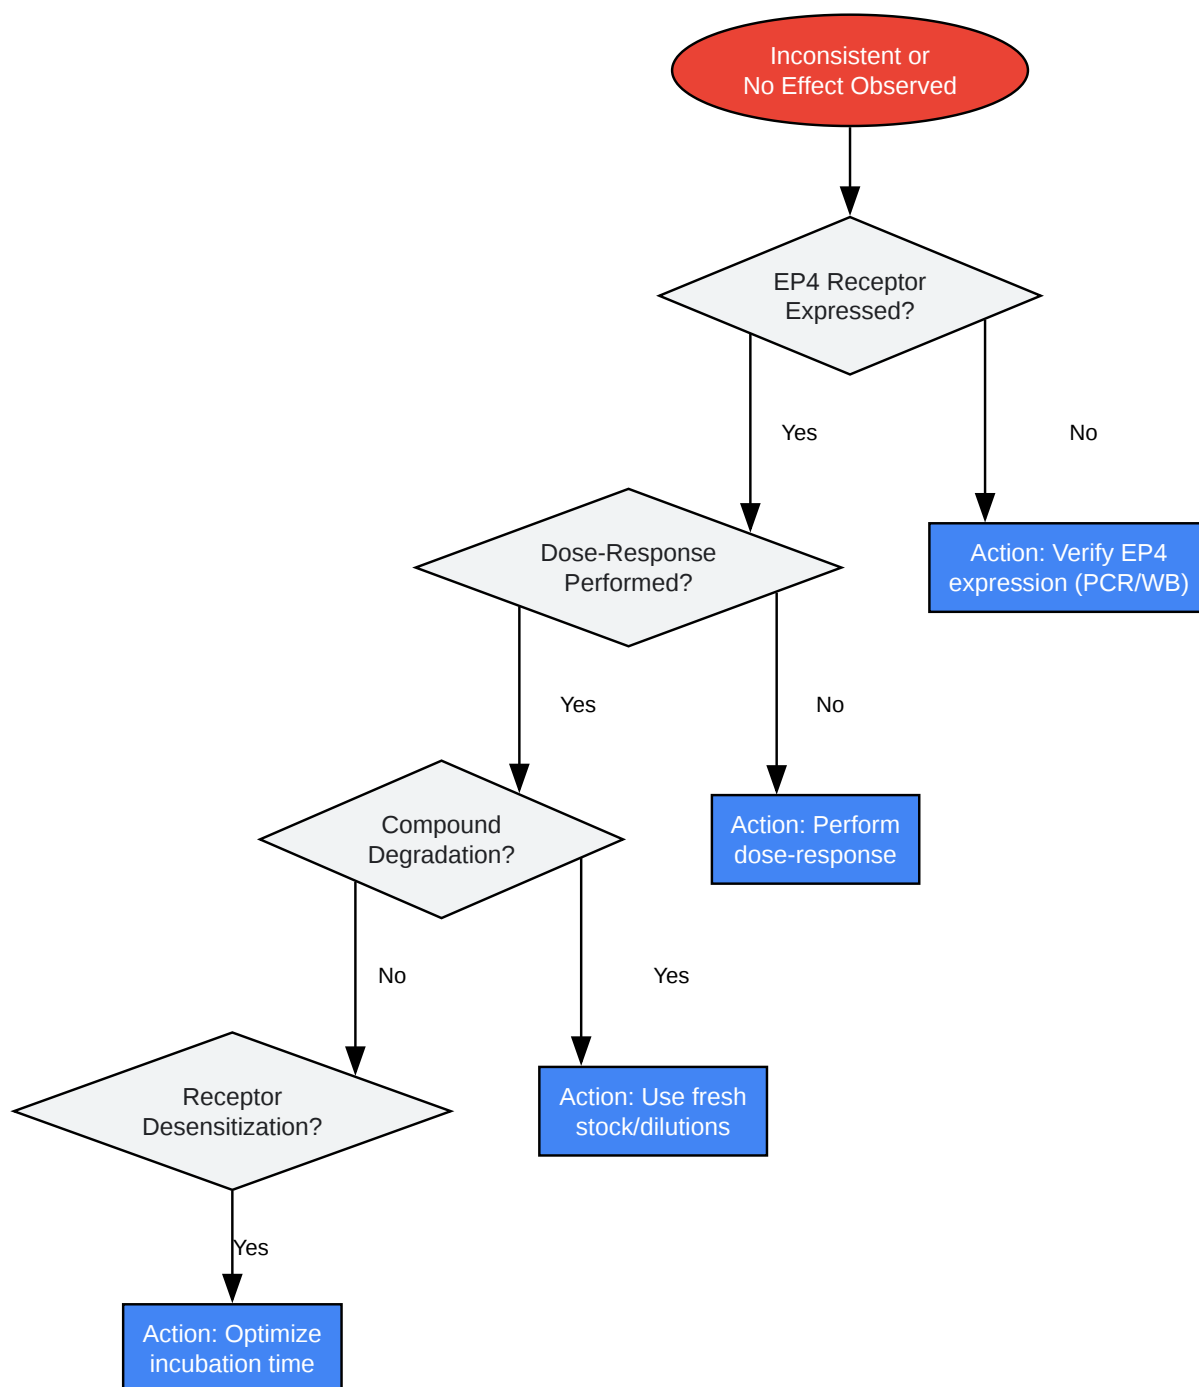 Inconsistent or
No Effect Observed
EP4 Receptor
Expressed?
Yes
No
Dose-Response
Performed?
Action: Verify EP4
expression (PCR/WB)
Yes
No
Compound
Degradation?
Action: Perform
dose-response
No
Yes
Receptor
Desensitization?
Action: Use fresh
stock/dilutions
Yes
Action: Optimize
incubation time